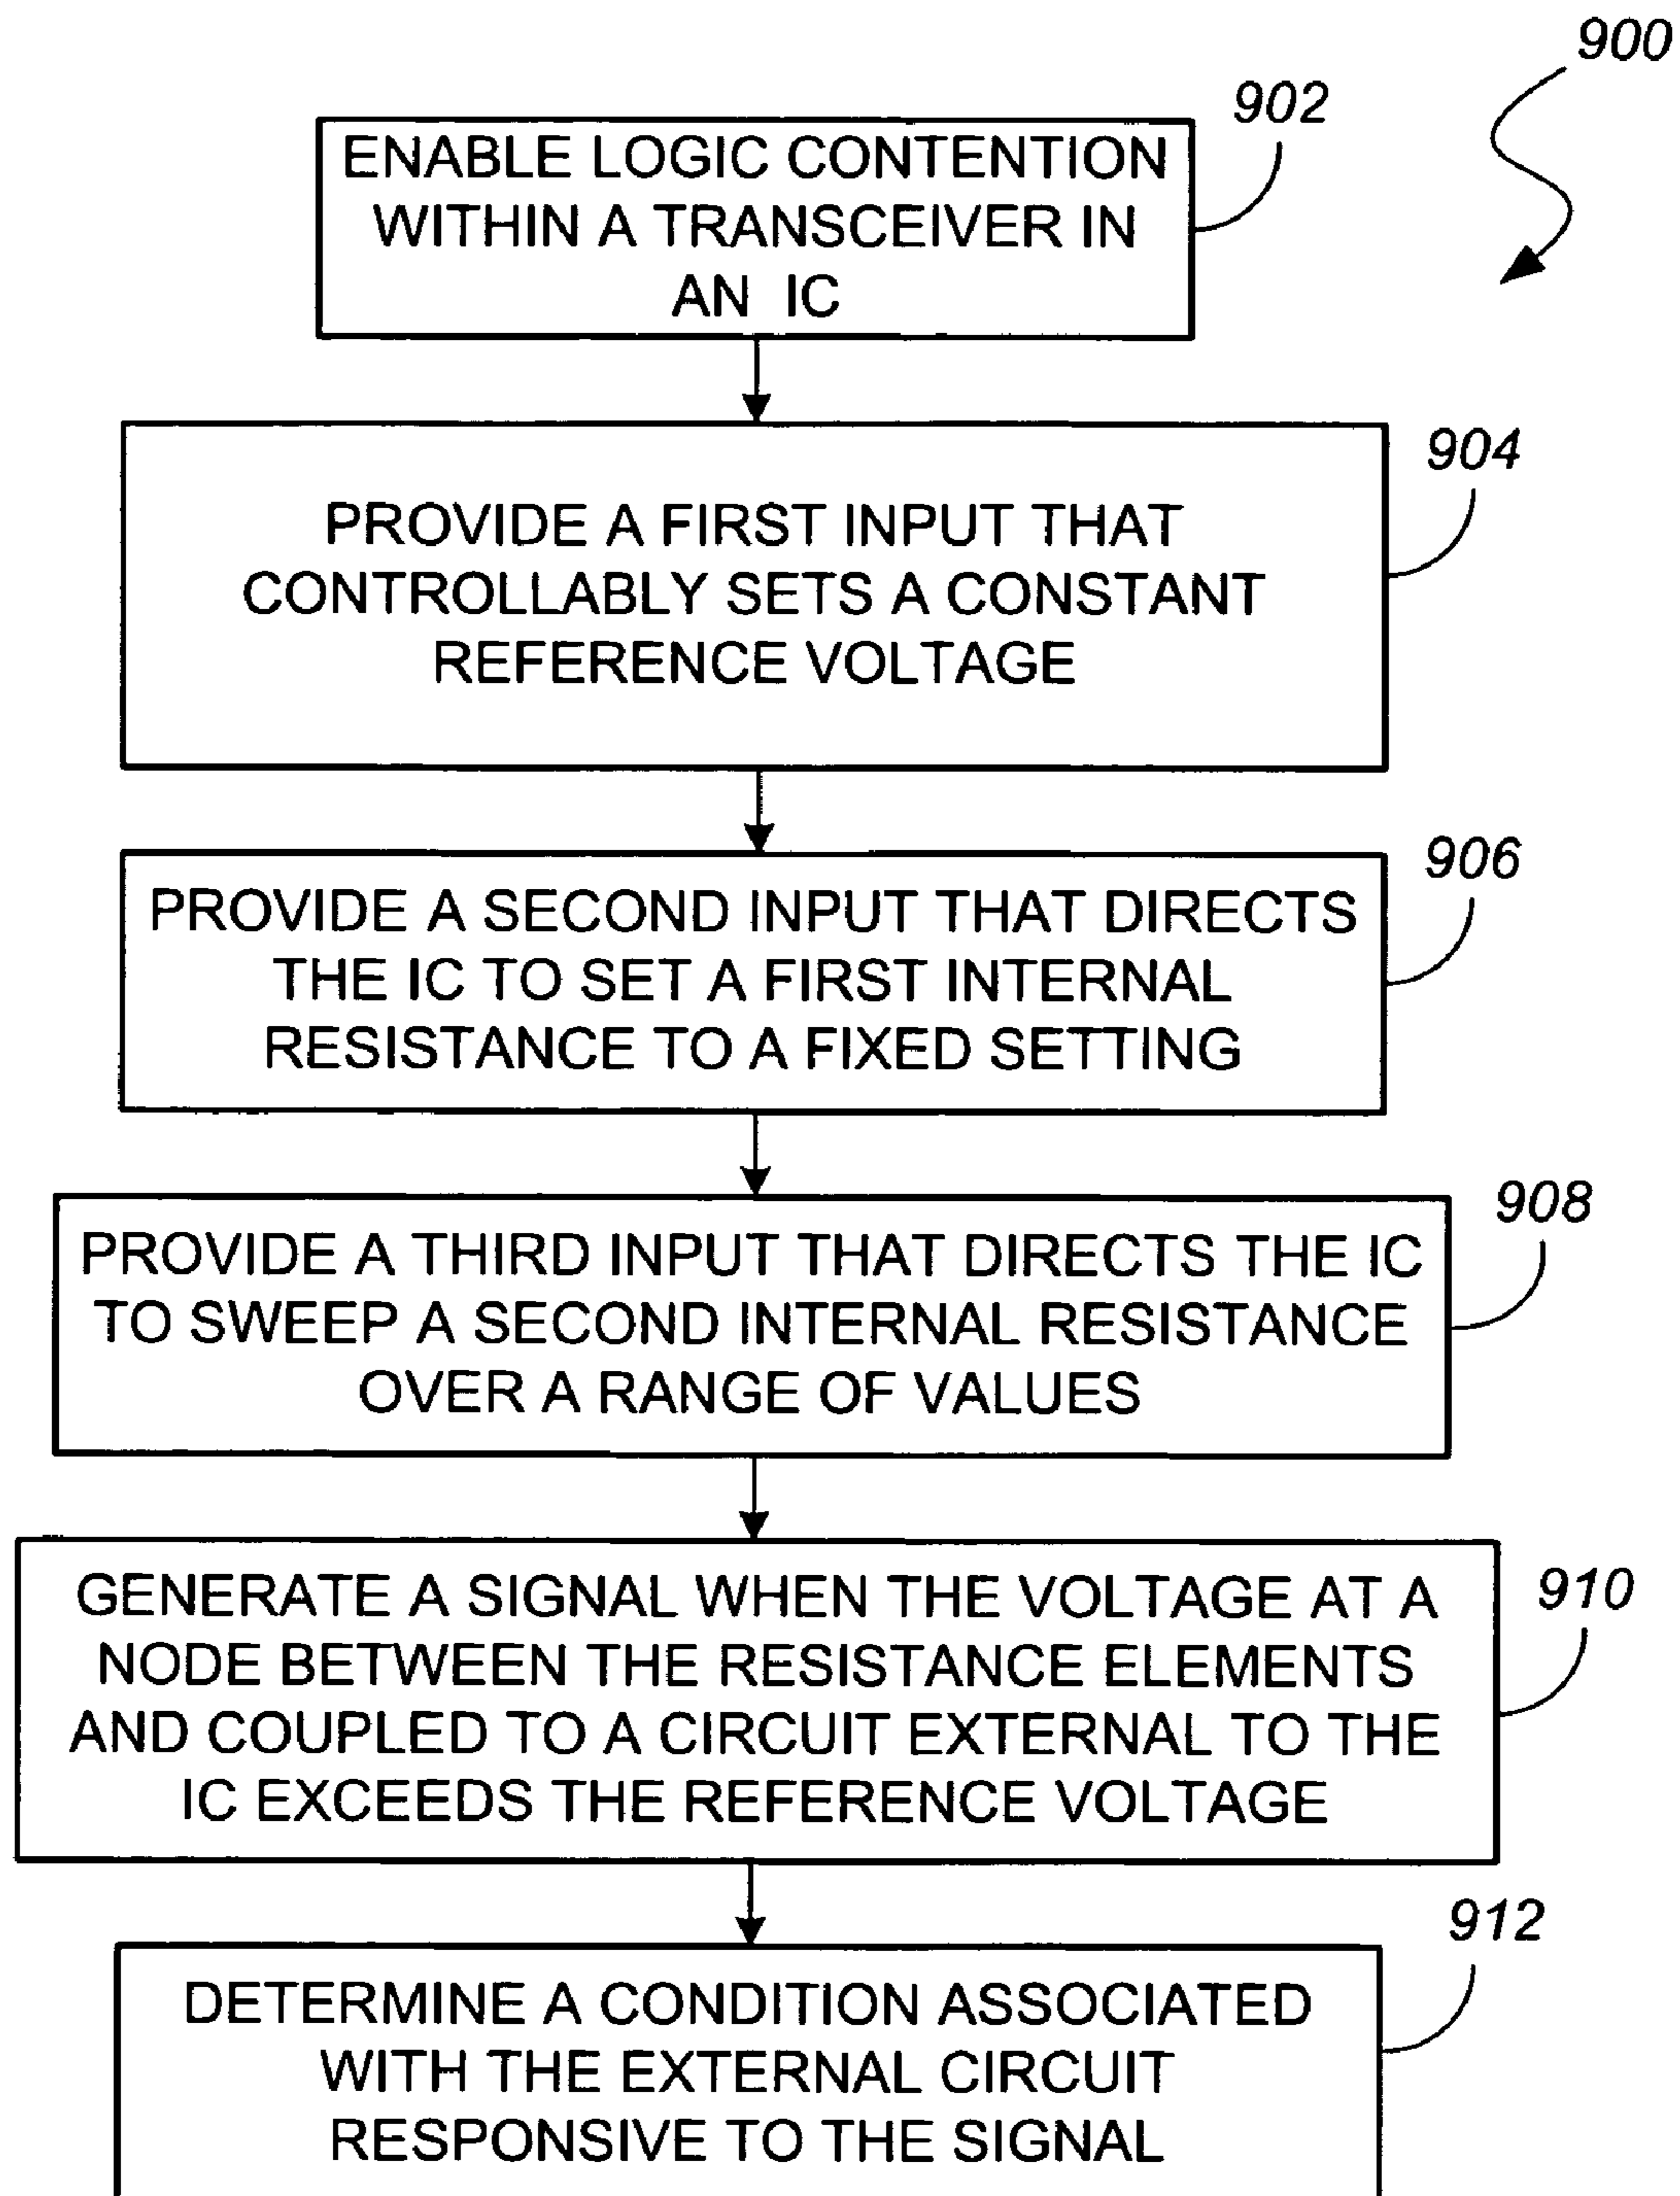 900
902
ENABLE LOGIC CONTENTION
WITHIN A TRANSCEIVER IN
AN IC
904
PROVIDE A FIRST INPUT THAT
CONTROLLABLY SETS A CONSTANT
REFERENCE VOLTAGE
906
PROVIDE A SECOND INPUT THAT DIRECTS
THE IC TO SET A FIRST INTERNAL
RESISTANCE TO A FIXED SETTING
908
PROVIDE A THIRD INPUT THAT DIRECTS THE IC
TO SWEEP A SECOND INTERNAL RESISTANCE
OVER A RANGE OF VALUES
910
GENERATE A SIGNAL WHEN THE VOLTAGE AT A
NODE BETWEEN THE RESISTANCE ELEMENTS
AND COUPLED TO A CIRCUIT EXTERNAL TO THE
IC EXCEEDS THE REFERENCE VOLTAGE
912
DETERMINE A CONDITION ASSOCIATED
WITH THE EXTERNAL CIRCUIT
RESPONSIVE TO THE SIGNAL